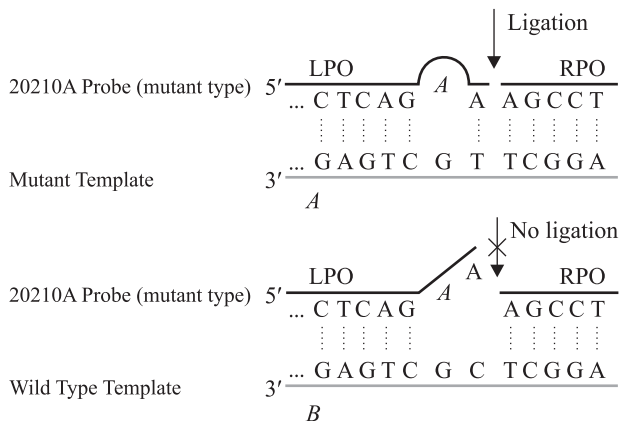 Ligation
LPO RPO
20210A Probe (mutant type) 5′ A
... C T C A G A A G C C T
... G A G T C G T T C G G A
Mutant Template 3′
A
No ligation
LPO A RPO
20210A Probe (mutant type) 5′ A
... C T C A G A G C C T
... G A G T C G C T C G G A
Wild Type Template 3′
B